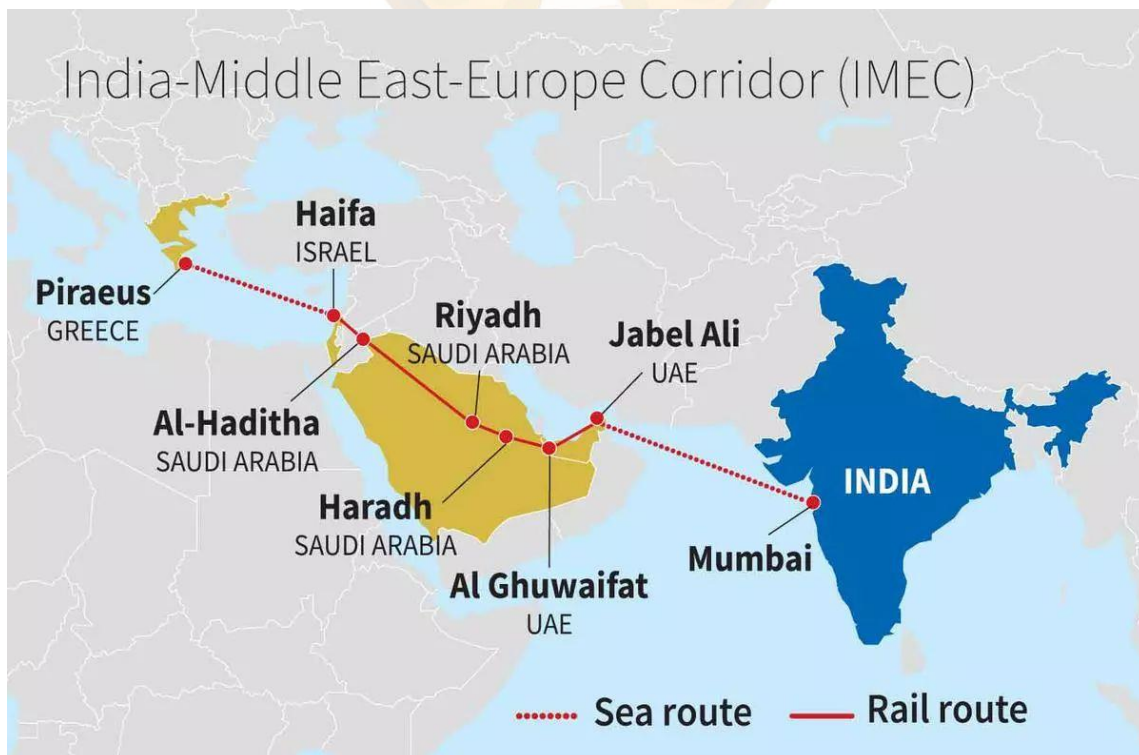 India-Middle East-Europe Corridor (IMEC)
Haifa
ISRAEL
Piraeus
GREECE
Riyadh
SAUDI ARABIA
Jabel Ali
UAE
Al-Haditha
SAUDI ARABIA
Haradh
SAUDI ARABIA
Al Ghuwaifat
UAE
INDIA
Mumbai
Sea route
Rail route